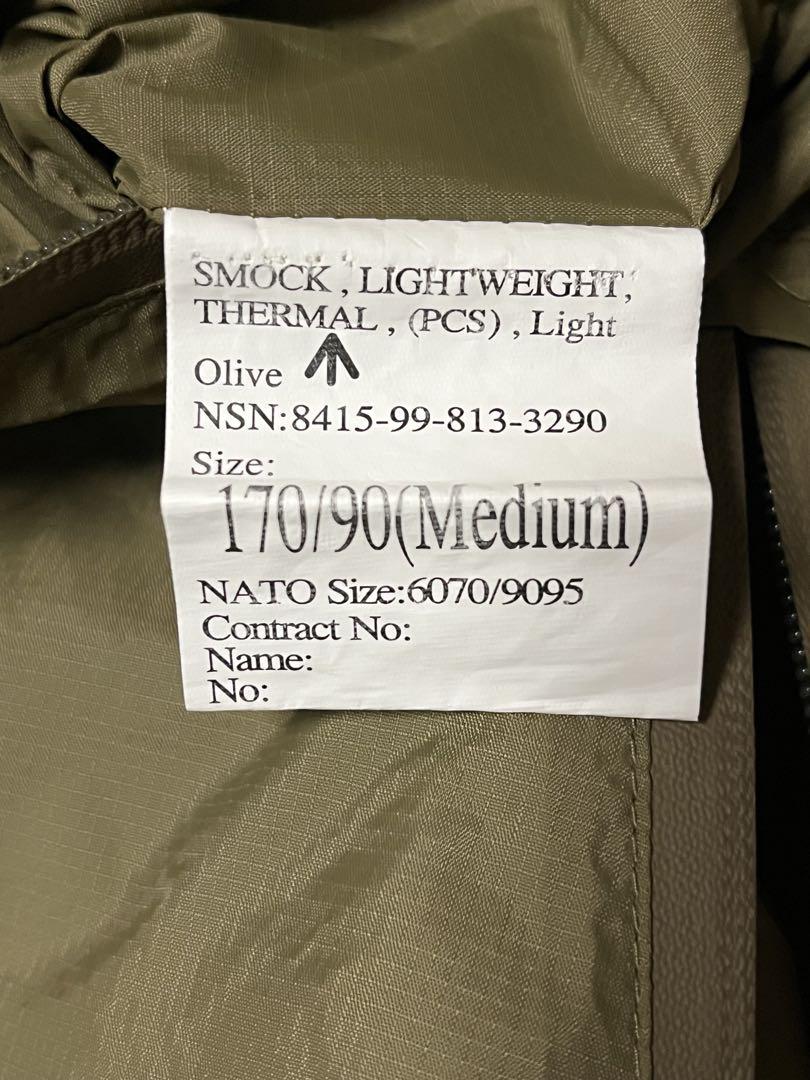 SMOCK , LIGHTWEIGHT,
THERMAL , (PCS) , Light
Olive
NSN:8415-99-813-3290
Size:
170/90(Medium)
NATO Size:6070/9095
Contract No:
Name:
No: